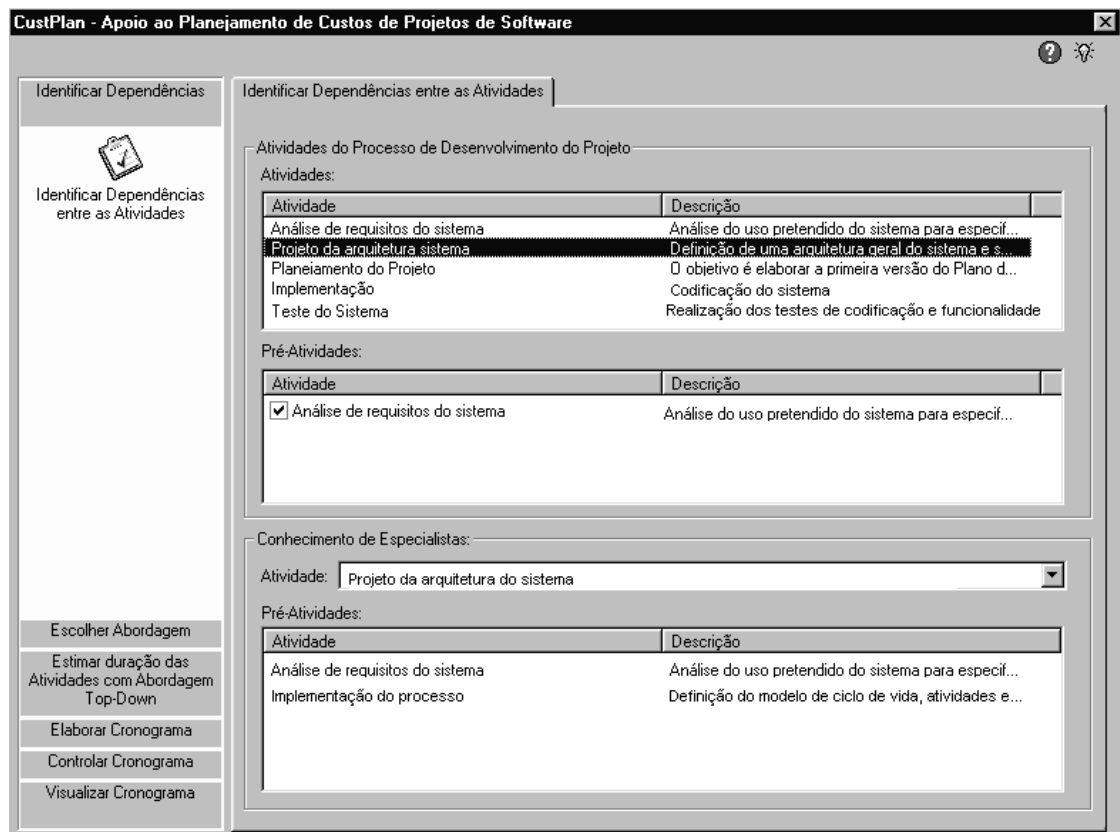 CustPlan - Apoio ao Planejamento de Custos de Projetos de Software
Identificar Dependências
Identificar Dependências
entre as Atividades
Escolher Abordagem
Estimar duração das
Atividades com Abordagem
Top-Down
Elaborar Cronograma
Controlar Cronograma
Visualizar Cronograma
Identificar Dependências entre as Atividades
Atividades do Processo de Desenvolvimento do Projeto
Atividades:
Atividade Descrição
Análise de requisitos do sistema Análise do uso pretendido do sistema para especif...
Projeto da arquitetura sistema Definição de uma arquitetura geral do sistema e s...
Planejamento do Projeto O objetivo é elaborar a primeira versão do Plano d...
Implementação Codificação do sistema
Teste do Sistema Realização dos testes de codificação e funcionalidade
Pré-Atividades:
Atividade Descrição
Análise de requisitos do sistema Análise do uso pretendido do sistema para especif...
Conhecimento de Especialistas:
Atividade: Projeto da arquitetura do sistema
Pré-Atividades:
Atividade Descrição
Análise de requisitos do sistema Análise do uso pretendido do sistema para especif...
Implementação do processo Definição do modelo de ciclo de vida, atividades e...